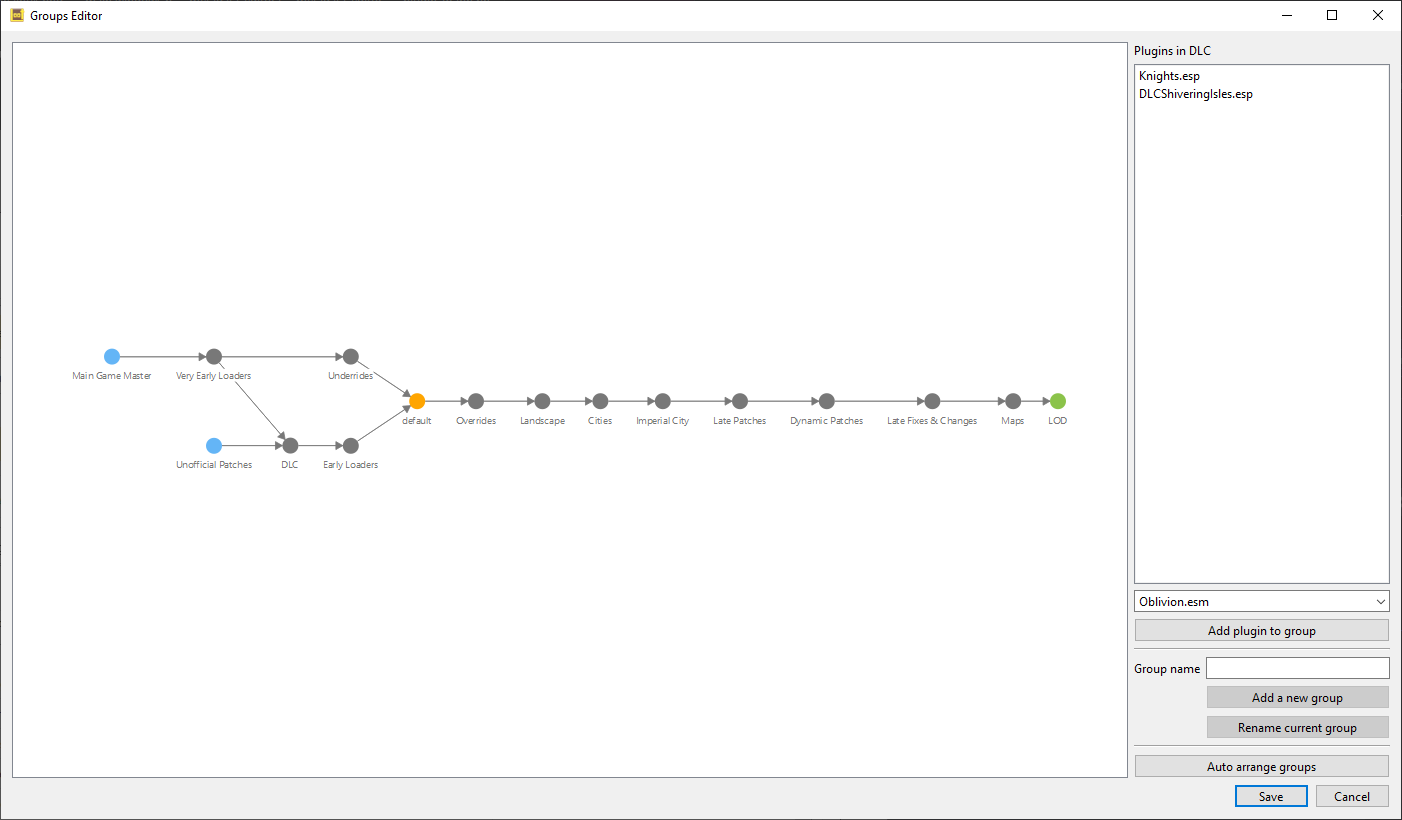 Groups Editor
Plugins in DLC
Knights.esp
DLCShiveringIsles.esp
Main Game Master
Very Early Loaders
Underrides
default
Overrides
Landscape
Cities
Imperial City
Late Patches
Dynamic Patches
Late Fixes & Changes
Maps
LOD
Unofficial Patches
DLC
Early Loaders
Oblivion.esm
Add plugin to group
Group name
Add a new group
Rename current group
Auto arrange groups
Save
Cancel